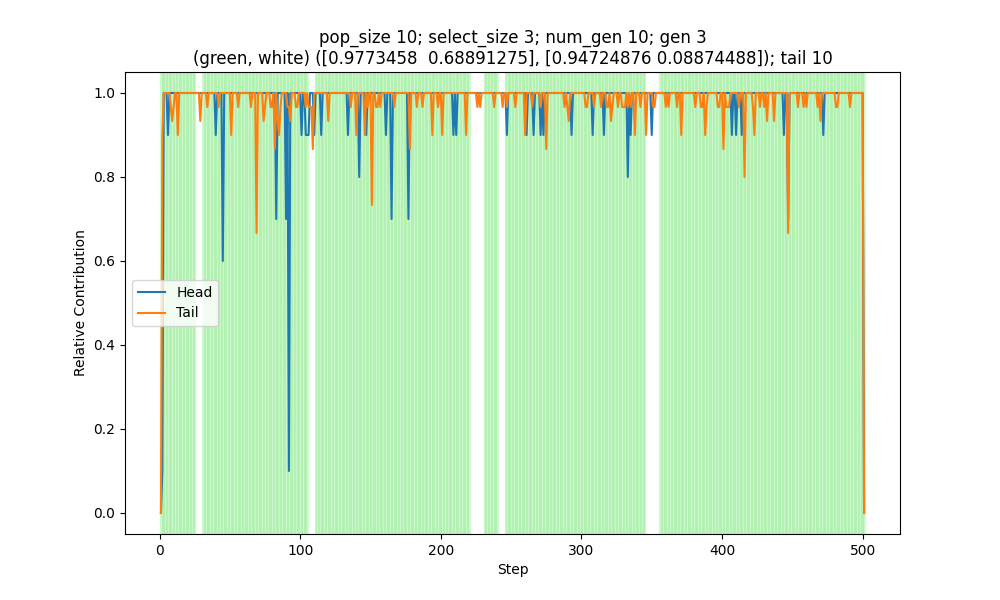 pop_size 10; select_size 3; num_gen 10; gen 3
(green, white) ([0.9773458  0.68891275], [0.94724876 0.08874488]); tail 10
1.0
0.8
0.6
0.4
0.2
0.0
Relative Contribution
Head
Tail
0
100
200
300
400
500
Step